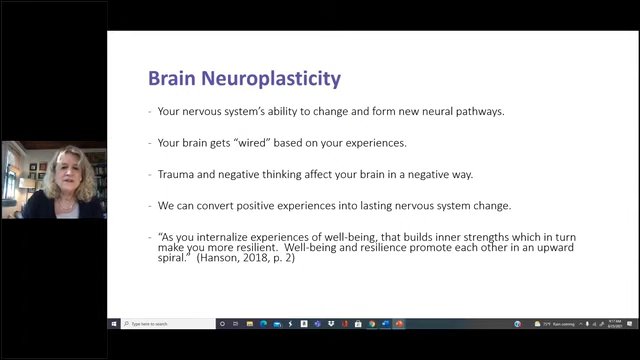 Brain Neuroplasticity
- Your nervous system's ability to change and form new neural pathways.
- Your brain gets "wired" based on your experiences.
- Trauma and negative thinking affect your brain in a negative way.
- We can convert positive experiences into lasting nervous system change.
- "As you internalize experiences of well-being, that builds inner strengths which in turn
make you more resilient. Well-being and resilience promote each other in an upward
spiral." (Hanson, 2018, p. 2)
Type here to search
Rain coming